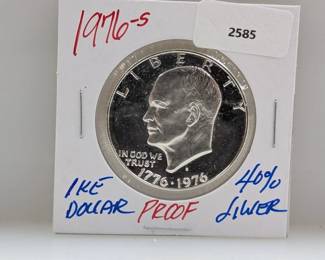 1976-S
2585
LIBERTY
IN GOD WE
TRUST
S
1776-1976
IKE 40%
DOLLAR PROOF SILVER